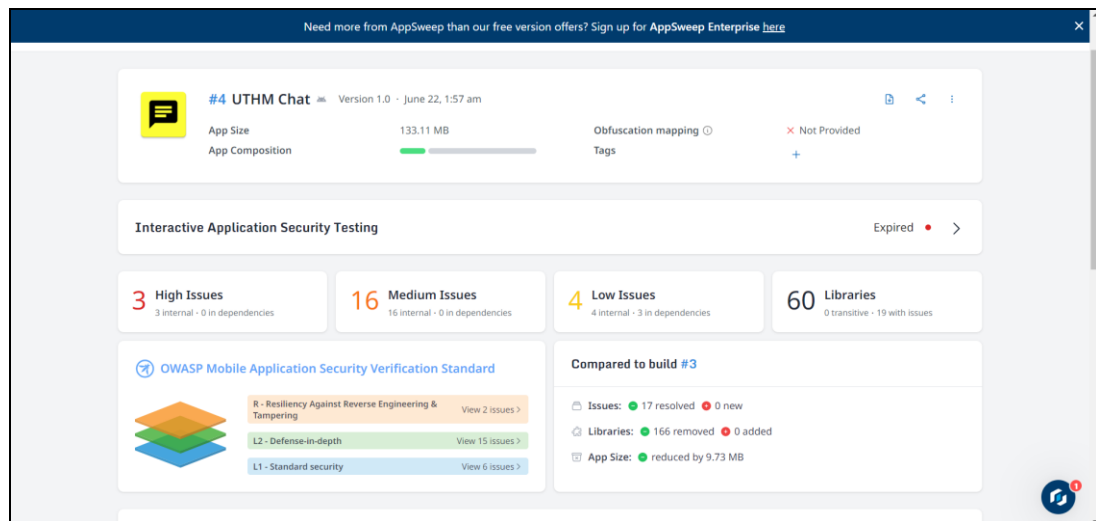 Need more from AppSweep than our free version offers? Sign up for AppSweep Enterprise here
#4 UTHM Chat Version 1.0 · June 22, 1:57 am
App Size 133.11 MB Obfuscation mapping Not Provided
App Composition Tags +
Interactive Application Security Testing Expired
3 High Issues
3 internal · 0 in dependencies
16 Medium Issues
16 internal · 0 in dependencies
4 Low Issues
4 internal · 3 in dependencies
60 Libraries
0 transitive · 19 with issues
OWASP Mobile Application Security Verification Standard
R - Resiliency Against Reverse Engineering &
Tampering
View 2 issues >
L2 - Defense-in-depth View 15 issues >
L1 - Standard security View 6 issues >
Compared to build #3
Issues: 17 resolved 0 new
Libraries: 166 removed 0 added
App Size: reduced by 9.73 MB
1